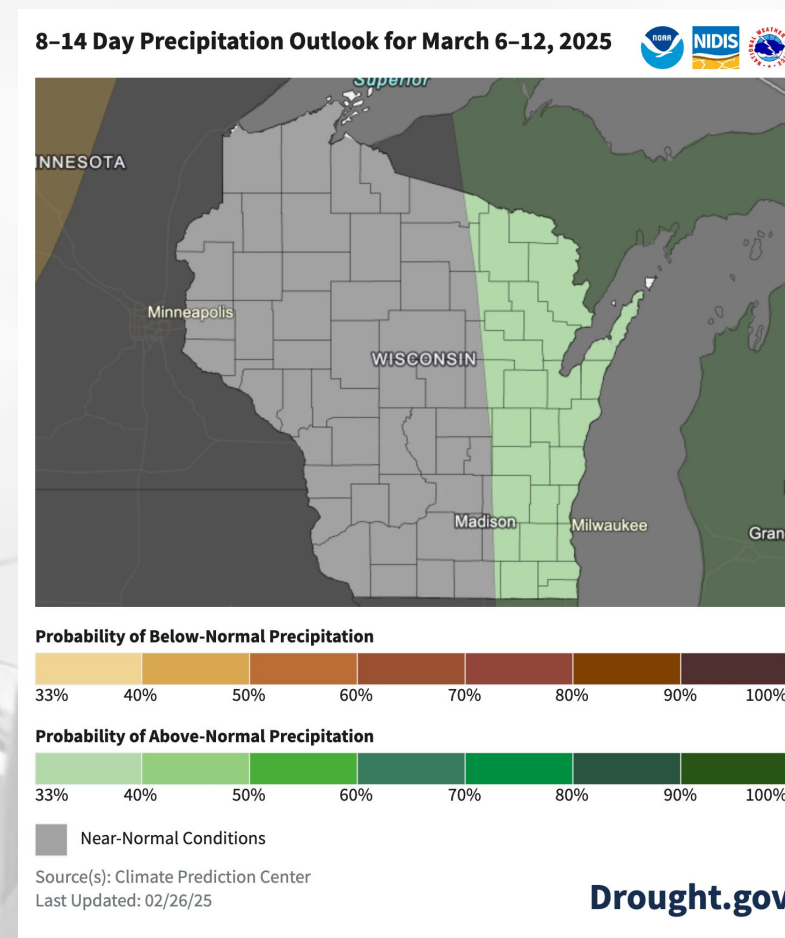 8–14 Day Precipitation Outlook for March 6–12, 2025
NOAA
NIDIS
NATIONAL WEATHER
Superior
INNESOTA
Minneapolis
WISCONSIN
Madison
Milwaukee
Gran
Probability of Below-Normal Precipitation
33% 40% 50% 60% 70% 80% 90% 100%
Probability of Above-Normal Precipitation
33% 40% 50% 60% 70% 80% 90% 100%
Near-Normal Conditions
Source(s): Climate Prediction Center
Last Updated: 02/26/25
Drought.gov